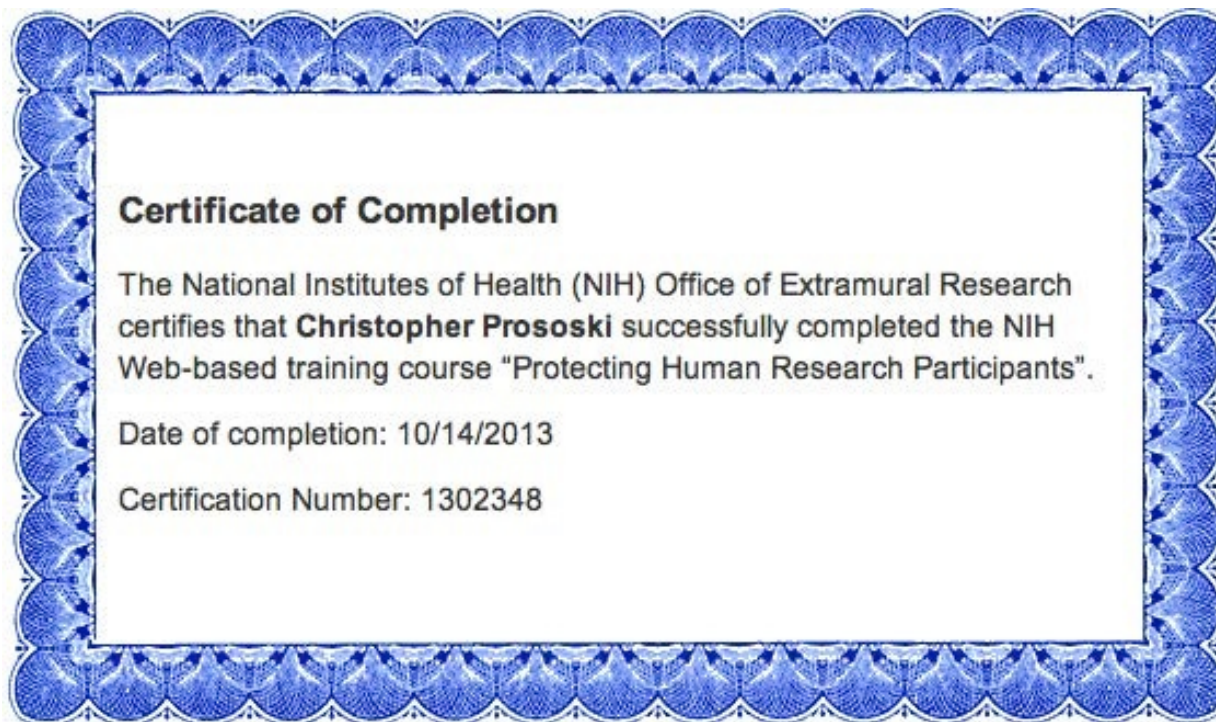 Certificate of Completion
The National Institutes of Health (NIH) Office of Extramural Research
certifies that Christopher Prososki successfully completed the NIH
Web-based training course “Protecting Human Research Participants”.
Date of completion: 10/14/2013
Certification Number: 1302348